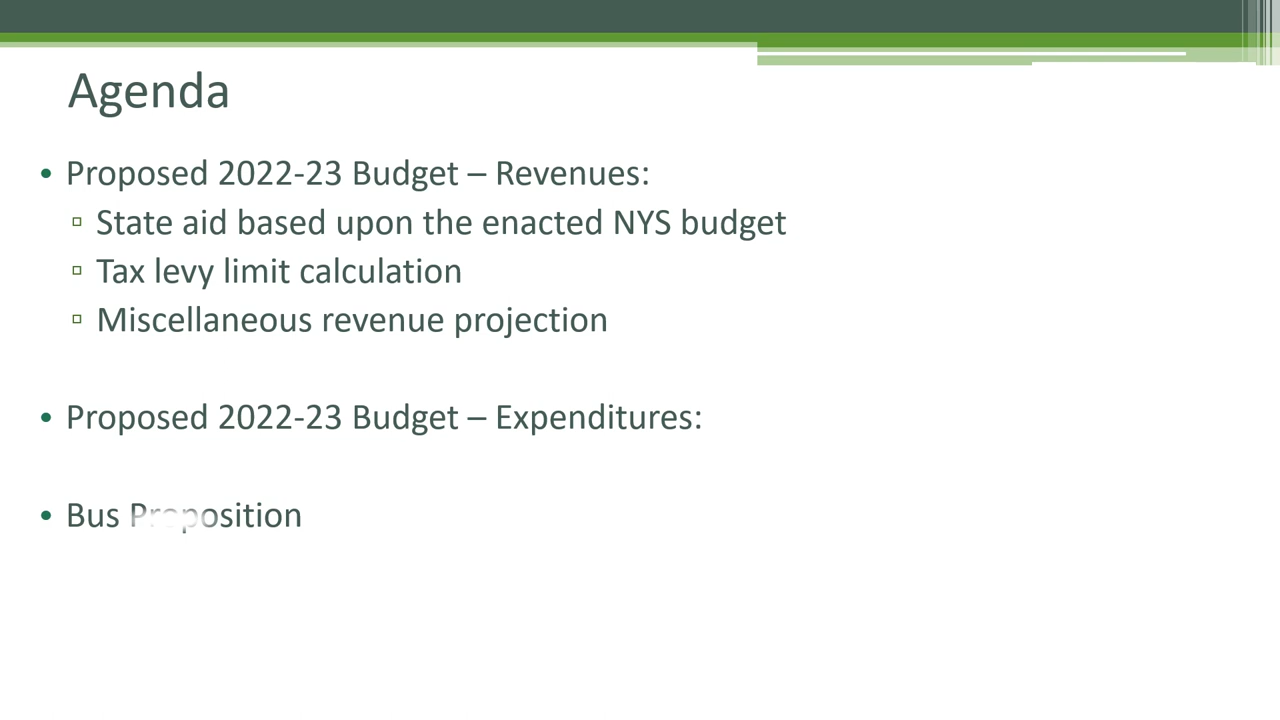 Agenda
• Proposed 2022-23 Budget – Revenues:
▫ State aid based upon the enacted NYS budget
▫ Tax levy limit calculation
▫ Miscellaneous revenue projection
• Proposed 2022-23 Budget – Expenditures:
• Bus Proposition